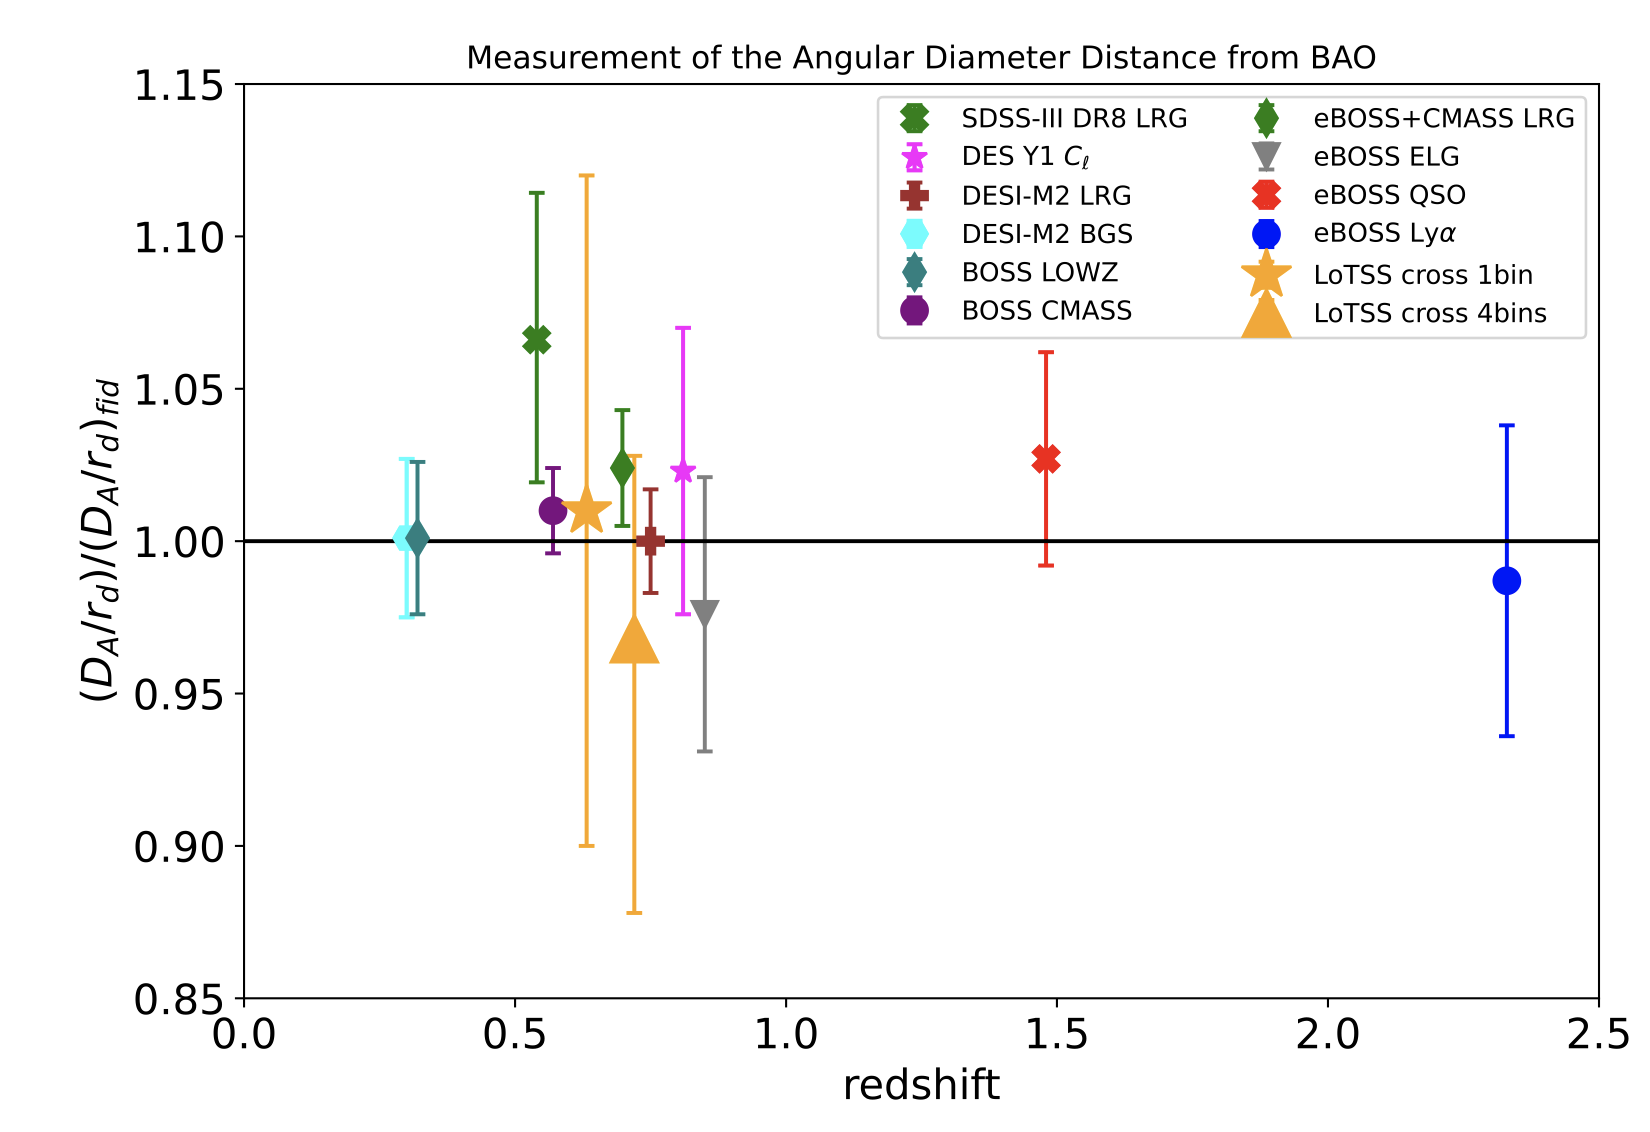 Measurement of the Angular Diameter Distance from BAO
1.15
1.10
1.05
1.00
0.95
0.90
0.85
(D_A/r_d)/(D_A/r_d)_fid
SDSS-III DR8 LRG
DES Y1 C_ℓ
DESI-M2 LRG
DESI-M2 BGS
BOSS LOWZ
BOSS CMASS
eBOSS+CMASS LRG
eBOSS ELG
eBOSS QSO
eBOSS Lyα
LoTSS cross 1bin
LoTSS cross 4bins
0.0 0.5 1.0 1.5 2.0 2.5
redshift